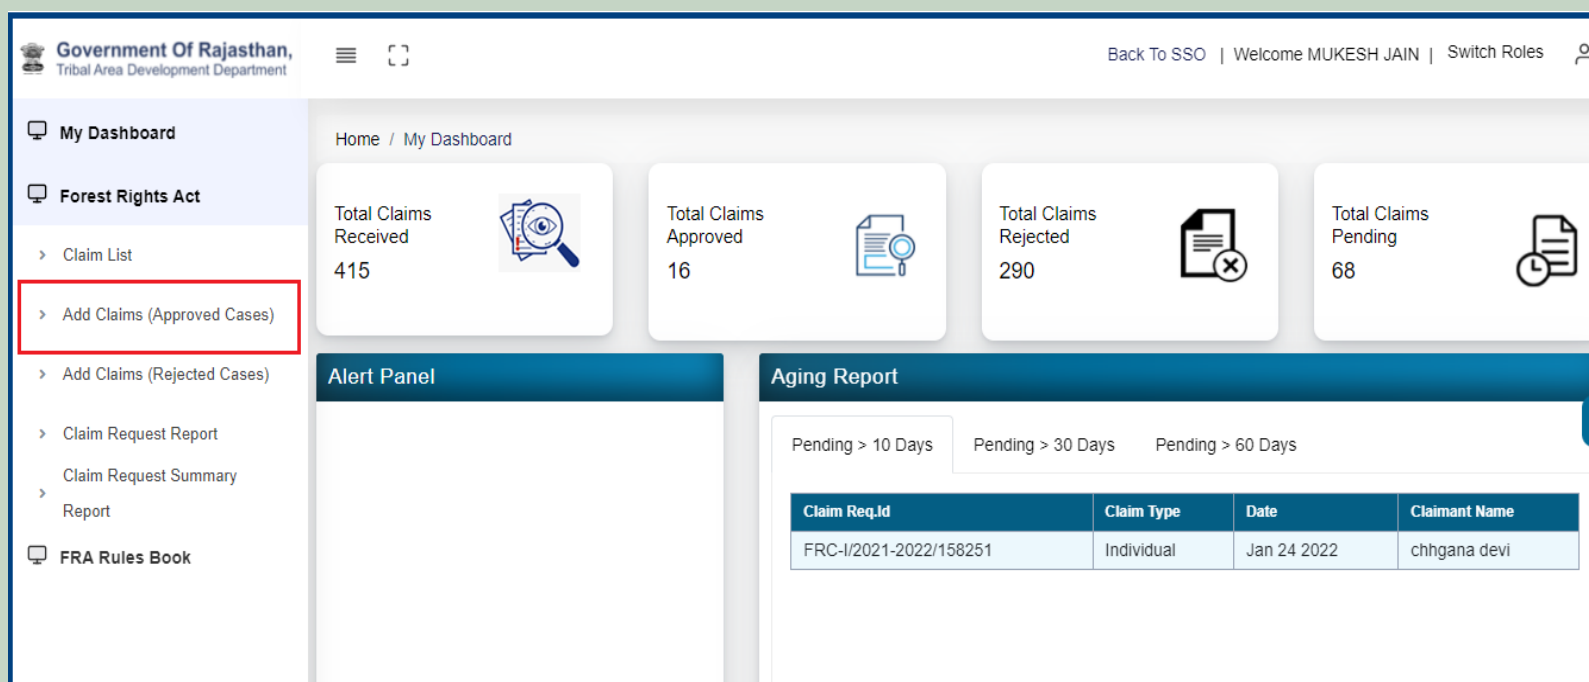 Government Of Rajasthan,
Tribal Area Development Department
Back To SSO | Welcome MUKESH JAIN | Switch Roles
My Dashboard
Forest Rights Act
Claim List
Add Claims (Approved Cases)
Add Claims (Rejected Cases)
Claim Request Report
Claim Request Summary
Report
FRA Rules Book
Home / My Dashboard
Total Claims
Received
415
Total Claims
Approved
16
Total Claims
Rejected
290
Total Claims
Pending
68
Alert Panel
Aging Report
Pending > 10 Days Pending > 30 Days Pending > 60 Days
Claim Req.Id Claim Type Date Claimant Name
FRC-I/2021-2022/158251 Individual Jan 24 2022 chhgana devi